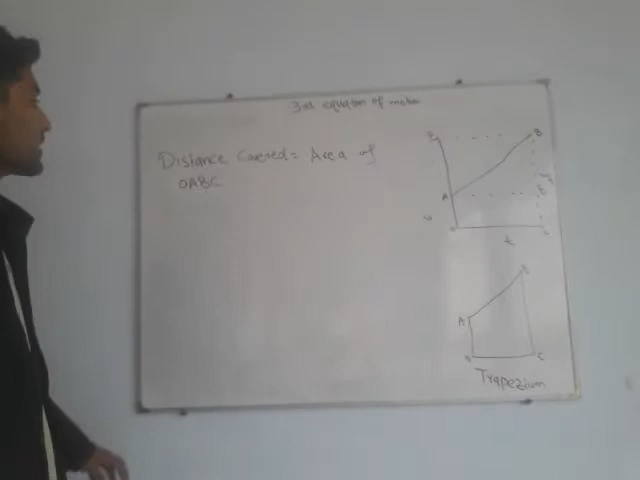 3rd equation of motion
Distance Covered = Area of
OABC
B
A
t
A
C
Trapezium